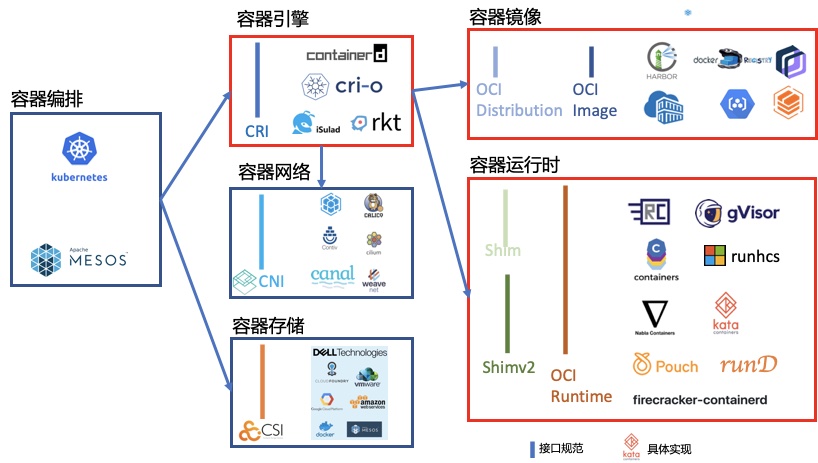 容器编排
kubernetes
Apache
MESOS
容器引擎
containerd
cri-o
iSulad
rkt
CRI
容器网络
CALICO
Contiv
cilium
canal
weave
net
CNI
容器存储
DELLTechnologies
CLOUDFOUNDRY
vmware
Google Cloud Platform
amazon
webservices
docker
MESOS
CSI
容器镜像
OCI
Distribution
OCI
Image
HARBOR
docker
容器运行时
Shim
Shimv2
OCI
Runtime
RC
gVisor
containers
runhcs
Nabla Containers
kata
containers
Pouch
runD
firecracker-containerd
接口规范
kata
containers
具体实现